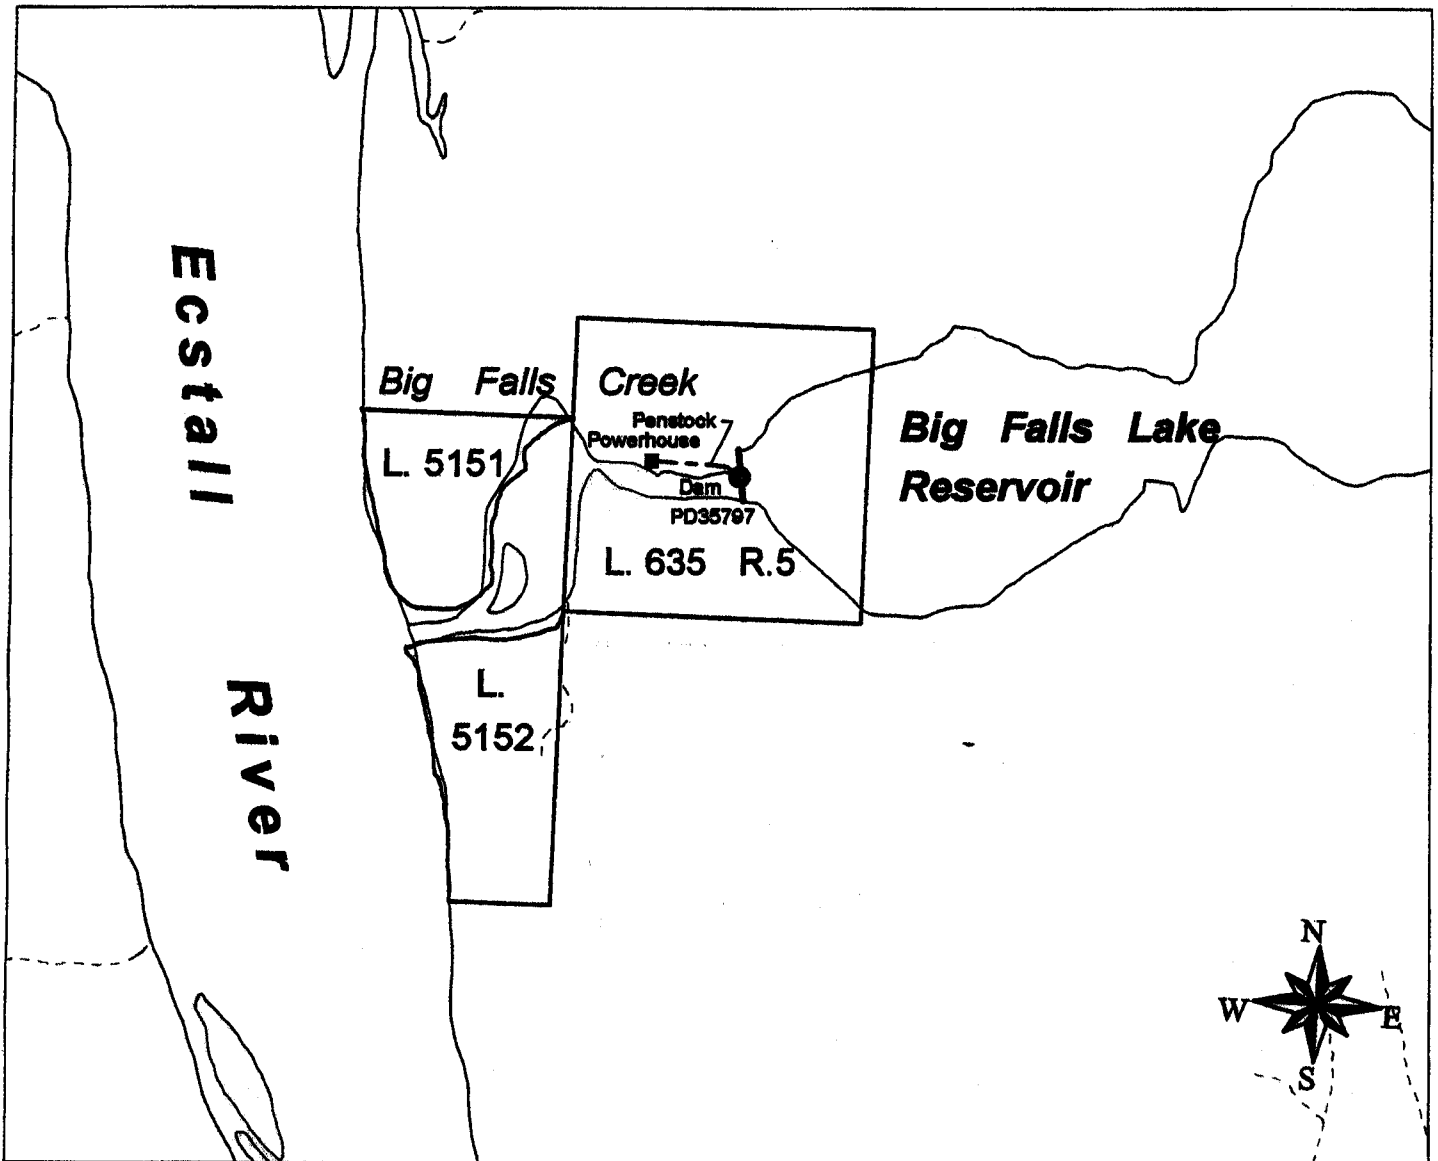 Ecstall River
Big Falls Creek
Penstock
Powerhouse
Dam
PD35797
L. 5151
L. 635 R.5
L.
5152
Big Falls Lake
Reservoir
N
W
E
S